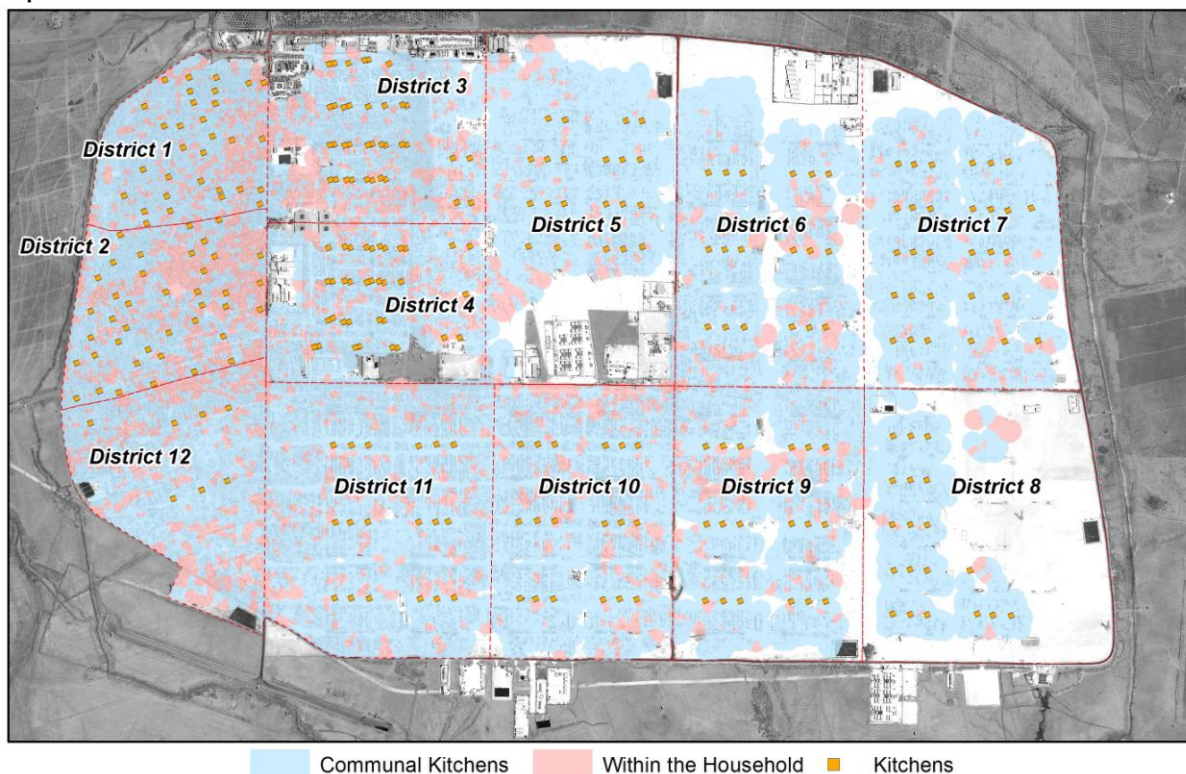 District 3
District 1
District 5
District 6
District 7
District 2
District 4
District 12
District 11
District 10
District 9
District 8
Communal Kitchens Within the Household Kitchens